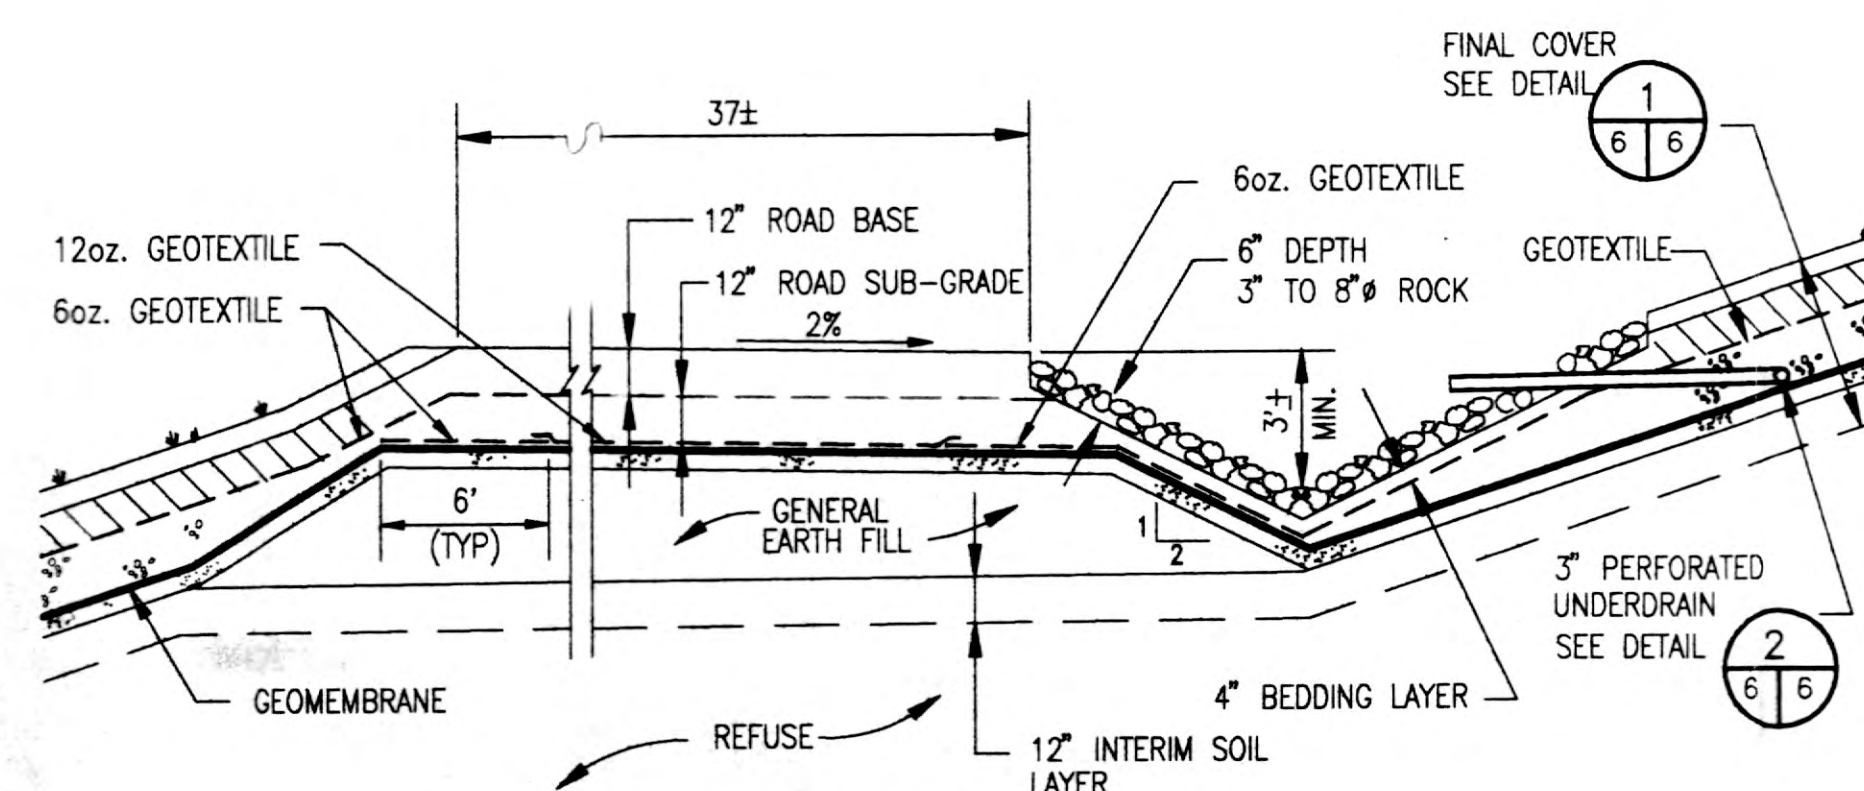 FINAL COVER
SEE DETAIL
1
6 6
37±
6oz. GEOTEXTILE
12" ROAD BASE
12oz. GEOTEXTILE
6" DEPTH
3" TO 8"ø ROCK
GEOTEXTILE
12" ROAD SUB-GRADE
6oz. GEOTEXTILE
2%
3'±
MIN.
6'
(TYP)
GENERAL
EARTH FILL
1
2
3" PERFORATED
UNDERDRAIN
SEE DETAIL
2
6 6
GEOMEMBRANE
4" BEDDING LAYER
REFUSE
12" INTERIM SOIL
LAYER